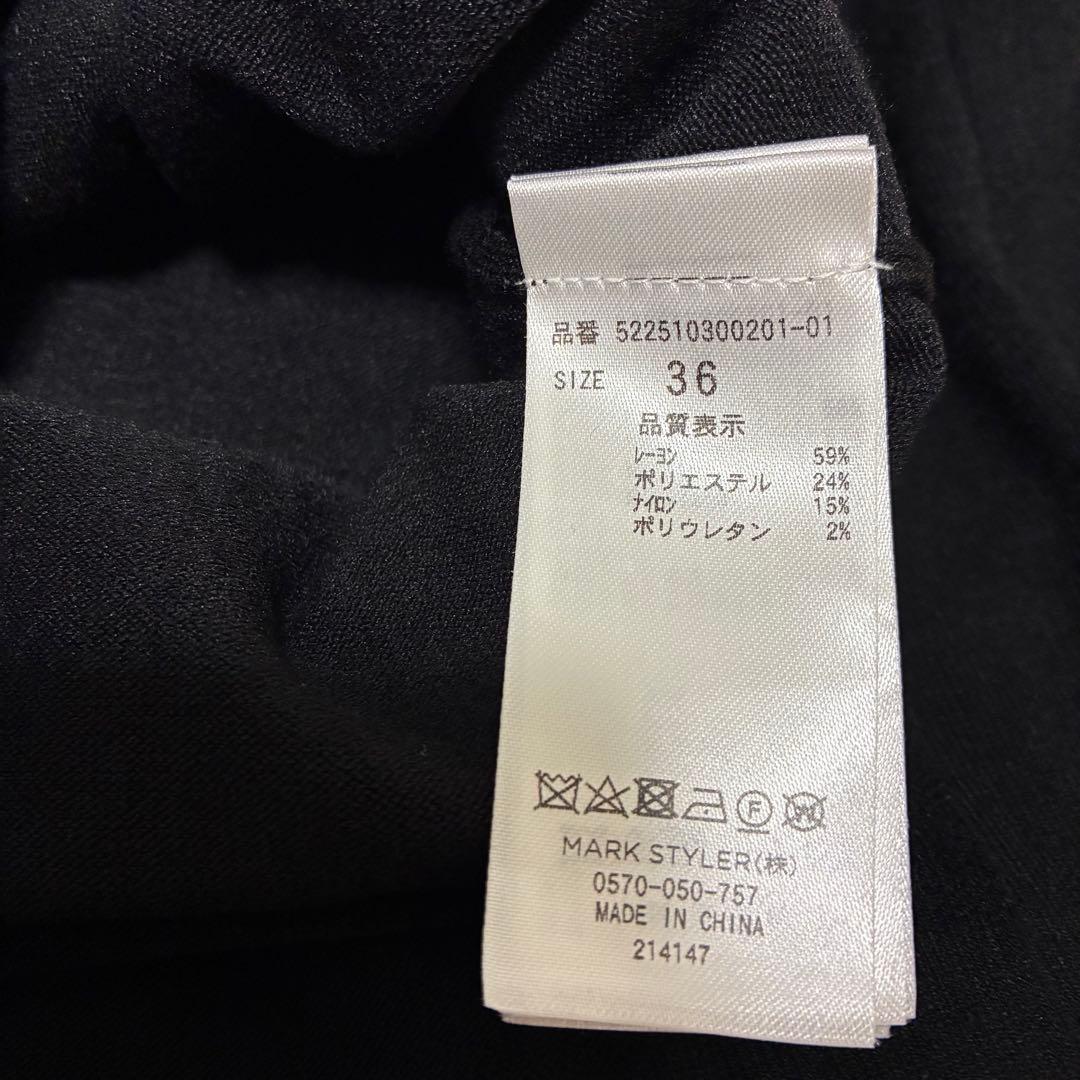 品番 522510300201-01
SIZE 36
品質表示
ﾚｰﾖﾝ 59%
ポリエステル 24%
ﾅｲﾛﾝ 15%
ポリウレタン 2%
F W
MARK STYLER(株)
0570-050-757
MADE IN CHINA
214147